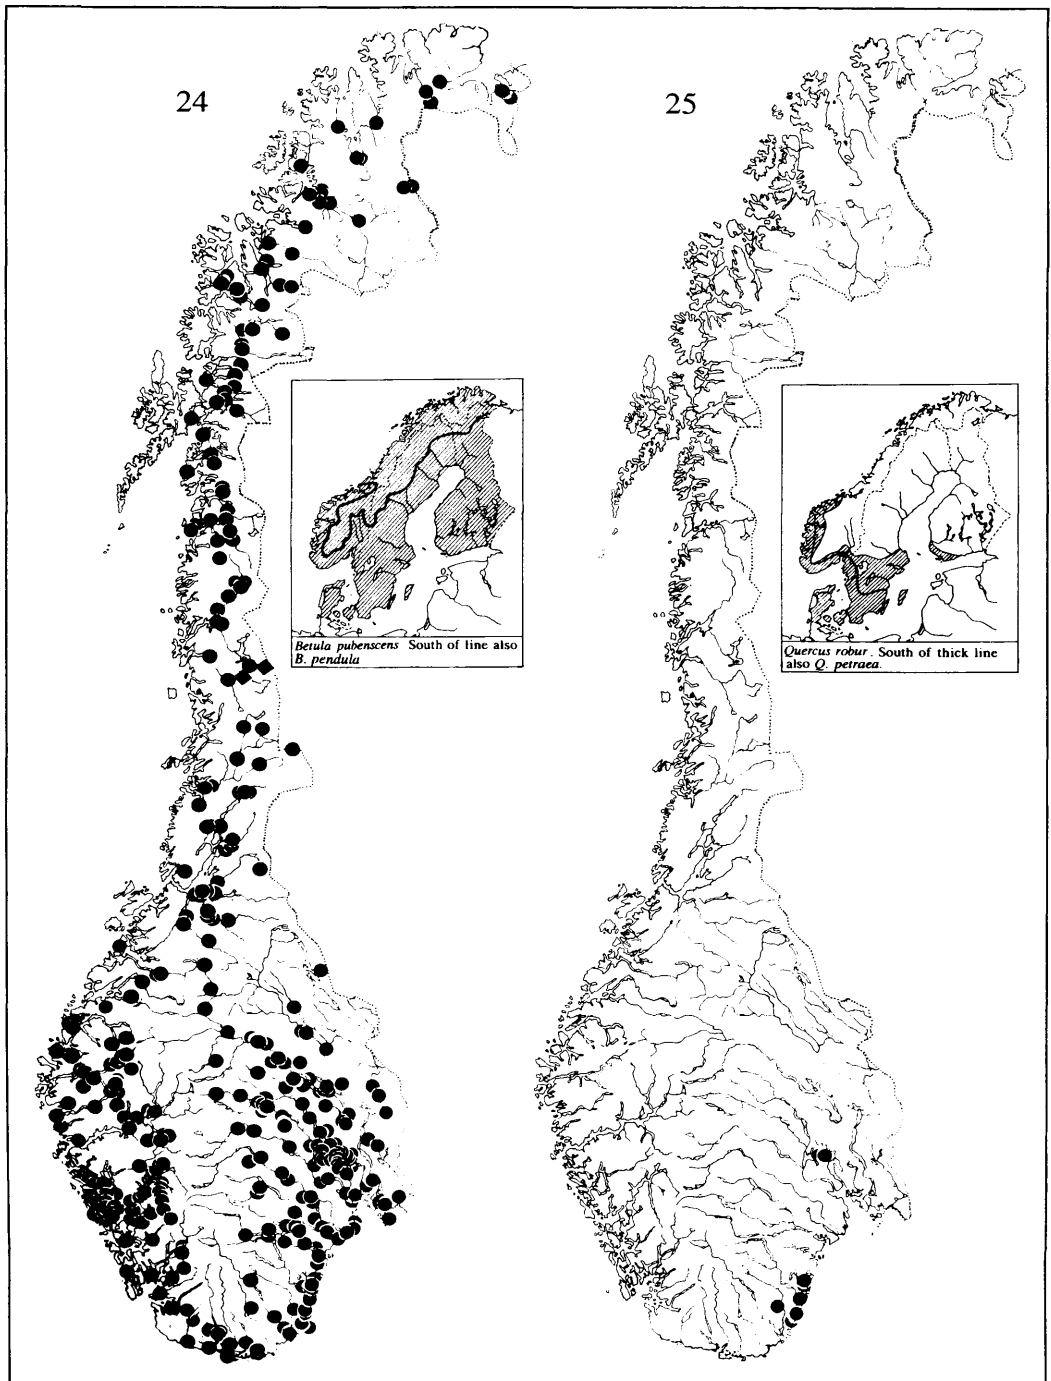 24
25
Betula pubenscens South of line also
B. pendula
Quercus robur. South of thick line
also Q. petraea.